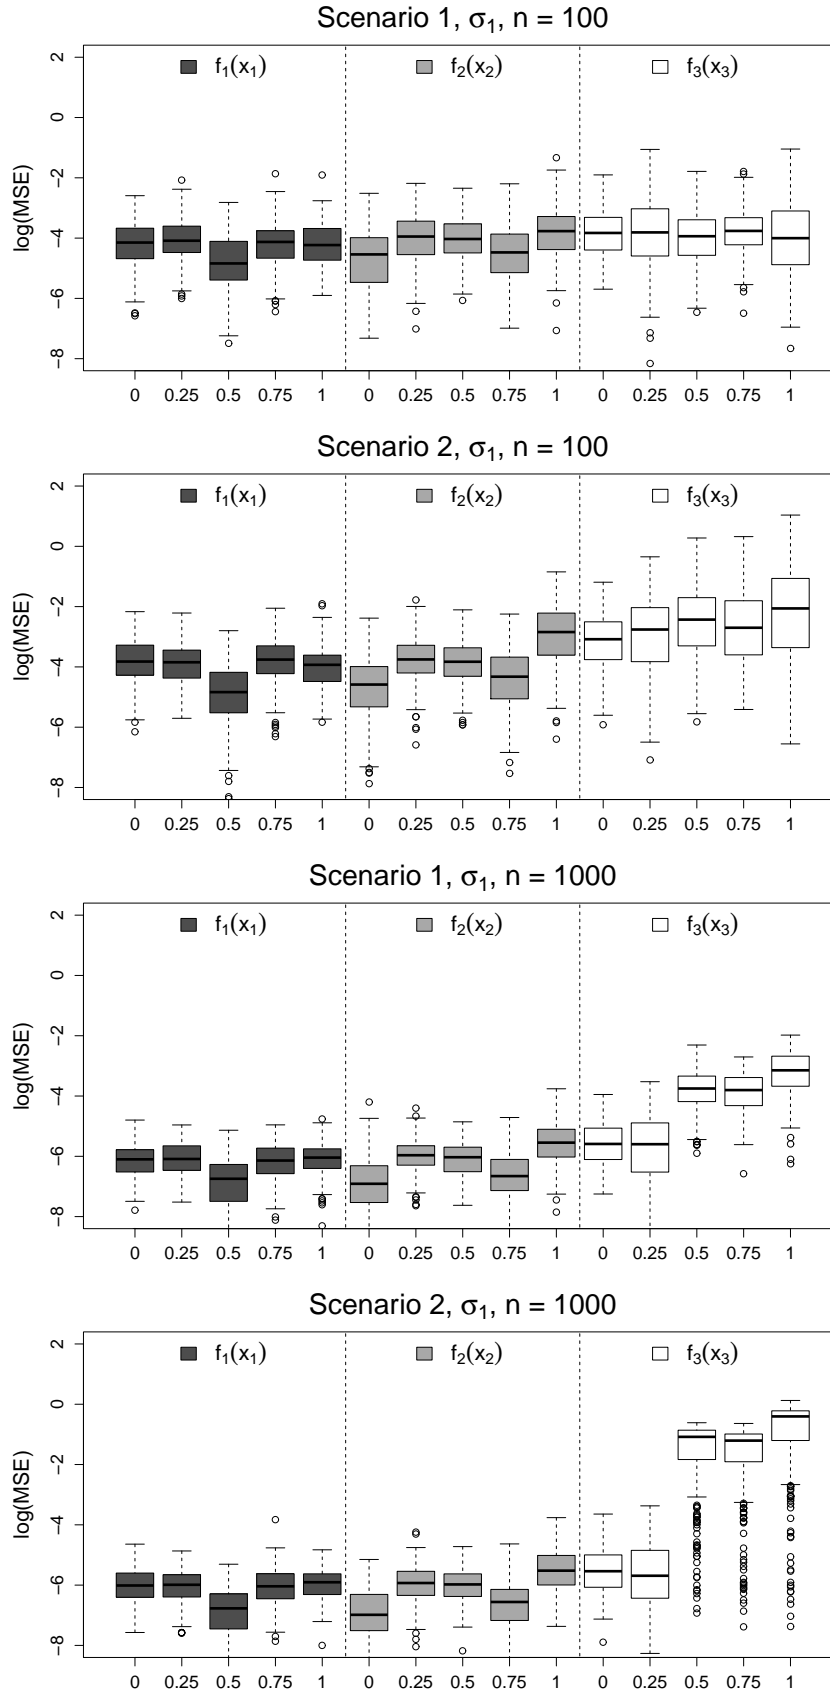 Scenario 1, σ₁, n = 100
f₁(x₁) f₂(x₂) f₃(x₃)
2
0
−2
−4
−6
−8
log(MSE)
0 0.25 0.5 0.75 1 0 0.25 0.5 0.75 1 0 0.25 0.5 0.75 1
Scenario 2, σ₁, n = 100
f₁(x₁) f₂(x₂) f₃(x₃)
2
0
−2
−4
−6
−8
log(MSE)
0 0.25 0.5 0.75 1 0 0.25 0.5 0.75 1 0 0.25 0.5 0.75 1
Scenario 1, σ₁, n = 1000
f₁(x₁) f₂(x₂) f₃(x₃)
2
0
−2
−4
−6
−8
log(MSE)
0 0.25 0.5 0.75 1 0 0.25 0.5 0.75 1 0 0.25 0.5 0.75 1
Scenario 2, σ₁, n = 1000
f₁(x₁) f₂(x₂) f₃(x₃)
2
0
−2
−4
−6
−8
log(MSE)
0 0.25 0.5 0.75 1 0 0.25 0.5 0.75 1 0 0.25 0.5 0.75 1